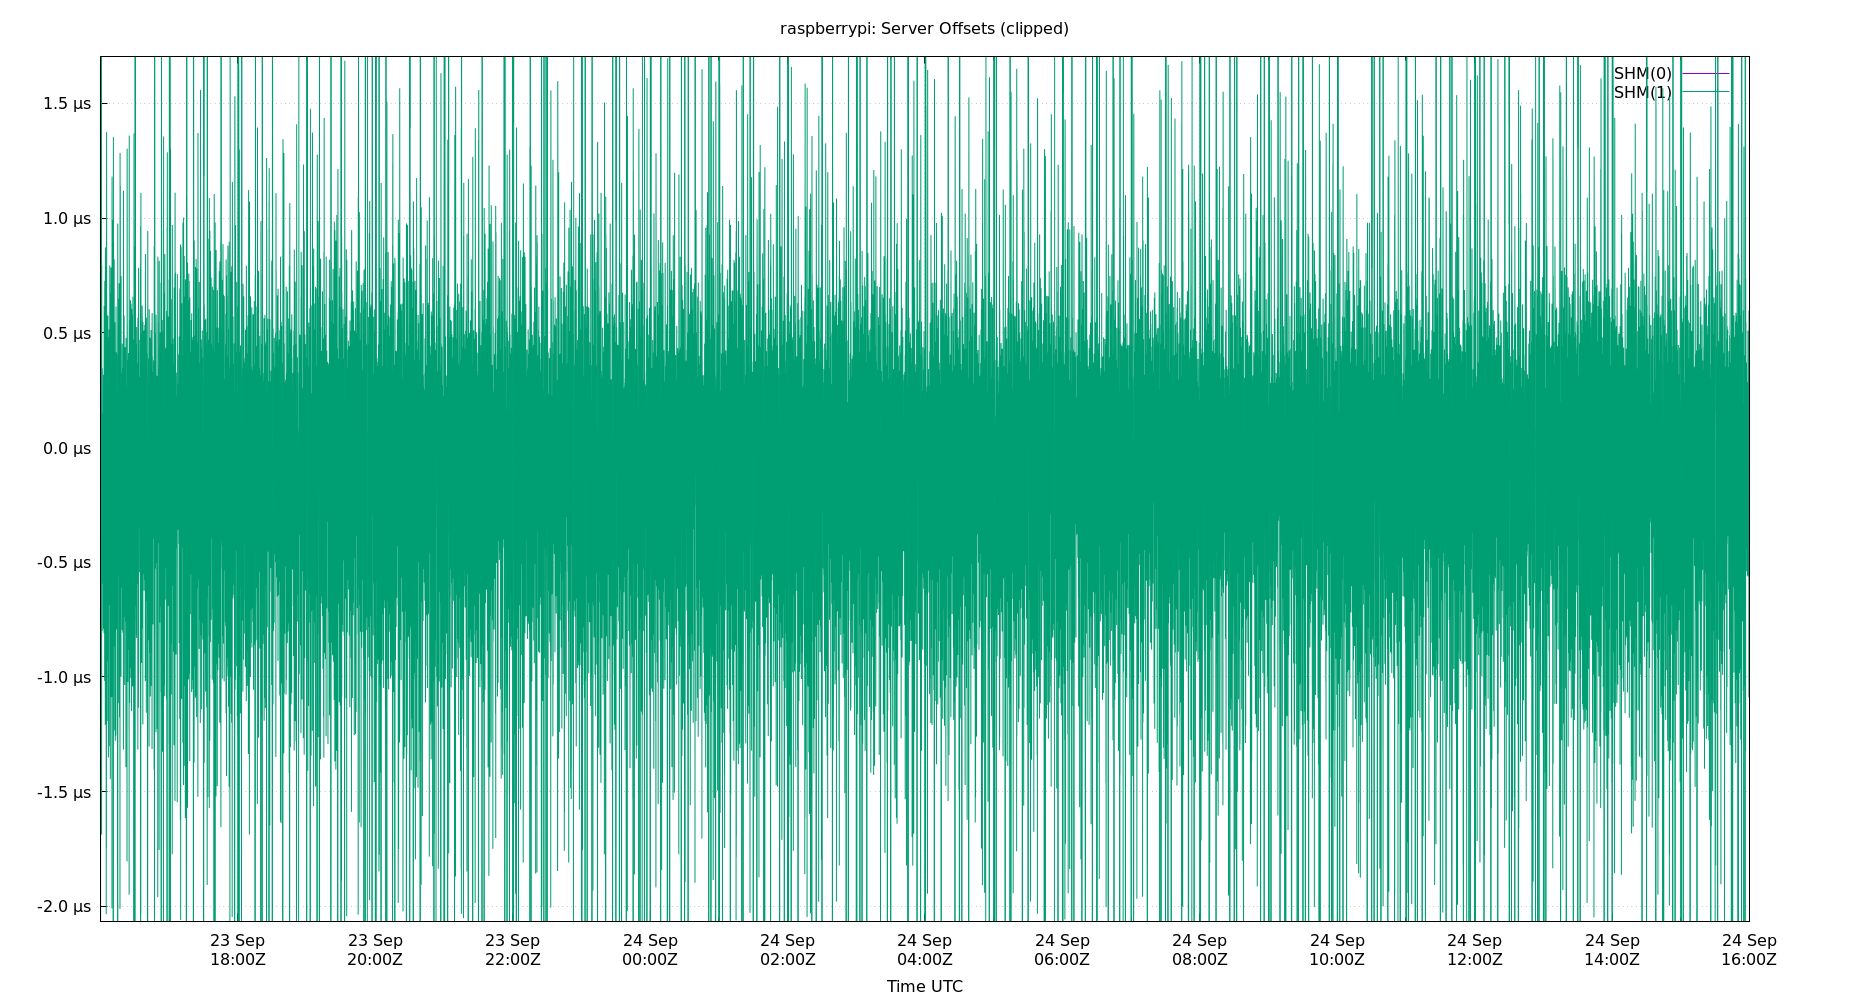 raspberrypi: Server Offsets (clipped)
SHM(0)
SHM(1)
1.5 µs
1.0 µs
0.5 µs
0.0 µs
-0.5 µs
-1.0 µs
-1.5 µs
-2.0 µs
23 Sep 23 Sep 23 Sep 24 Sep 24 Sep 24 Sep 24 Sep 24 Sep 24 Sep 24 Sep 24 Sep 24 Sep
18:00Z 20:00Z 22:00Z 00:00Z 02:00Z 04:00Z 06:00Z 08:00Z 10:00Z 12:00Z 14:00Z 16:00Z
Time UTC